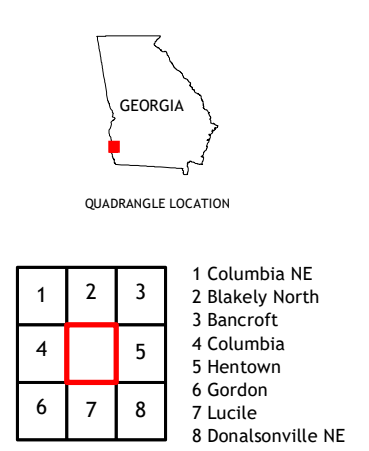 GEORGIA
QUADRANGLE LOCATION
1 2 3
4 5
6 7 8
1 Columbia NE
2 Blakely North
3 Bancroft
4 Columbia
5 Hentown
6 Gordon
7 Lucile
8 Donalsonville NE